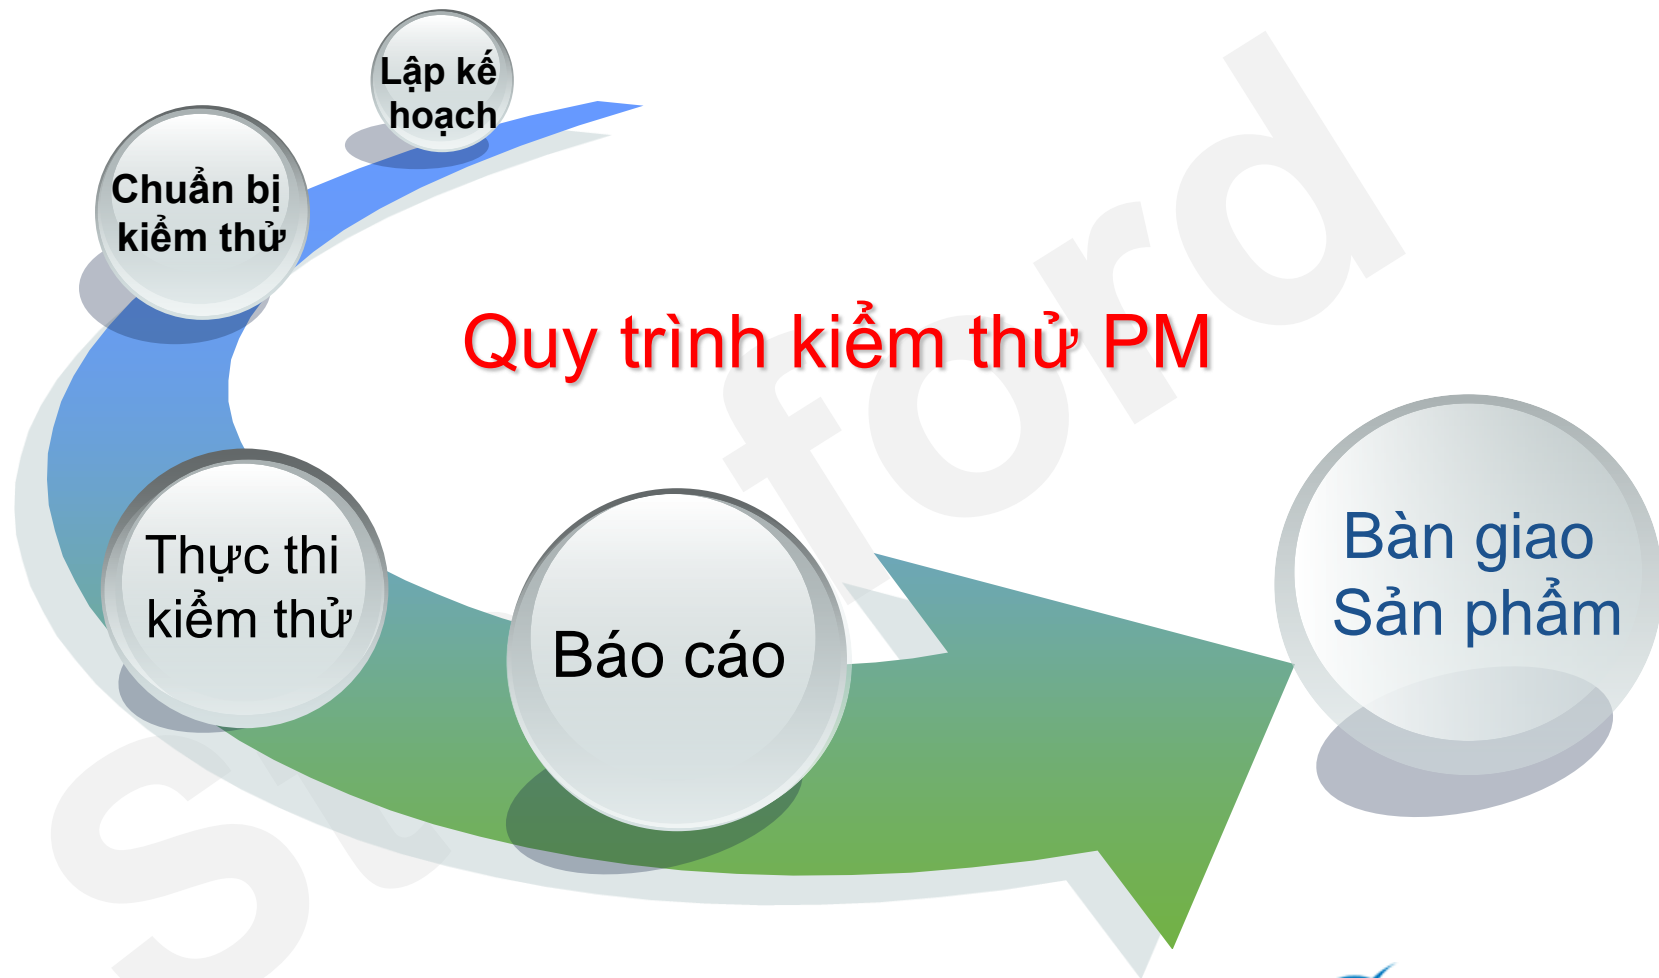 Lập kế
hoạch
Chuẩn bị
kiểm thử
Quy trình kiểm thử PM
Thực thi
kiểm thử
Báo cáo
Bàn giao
Sản phẩm